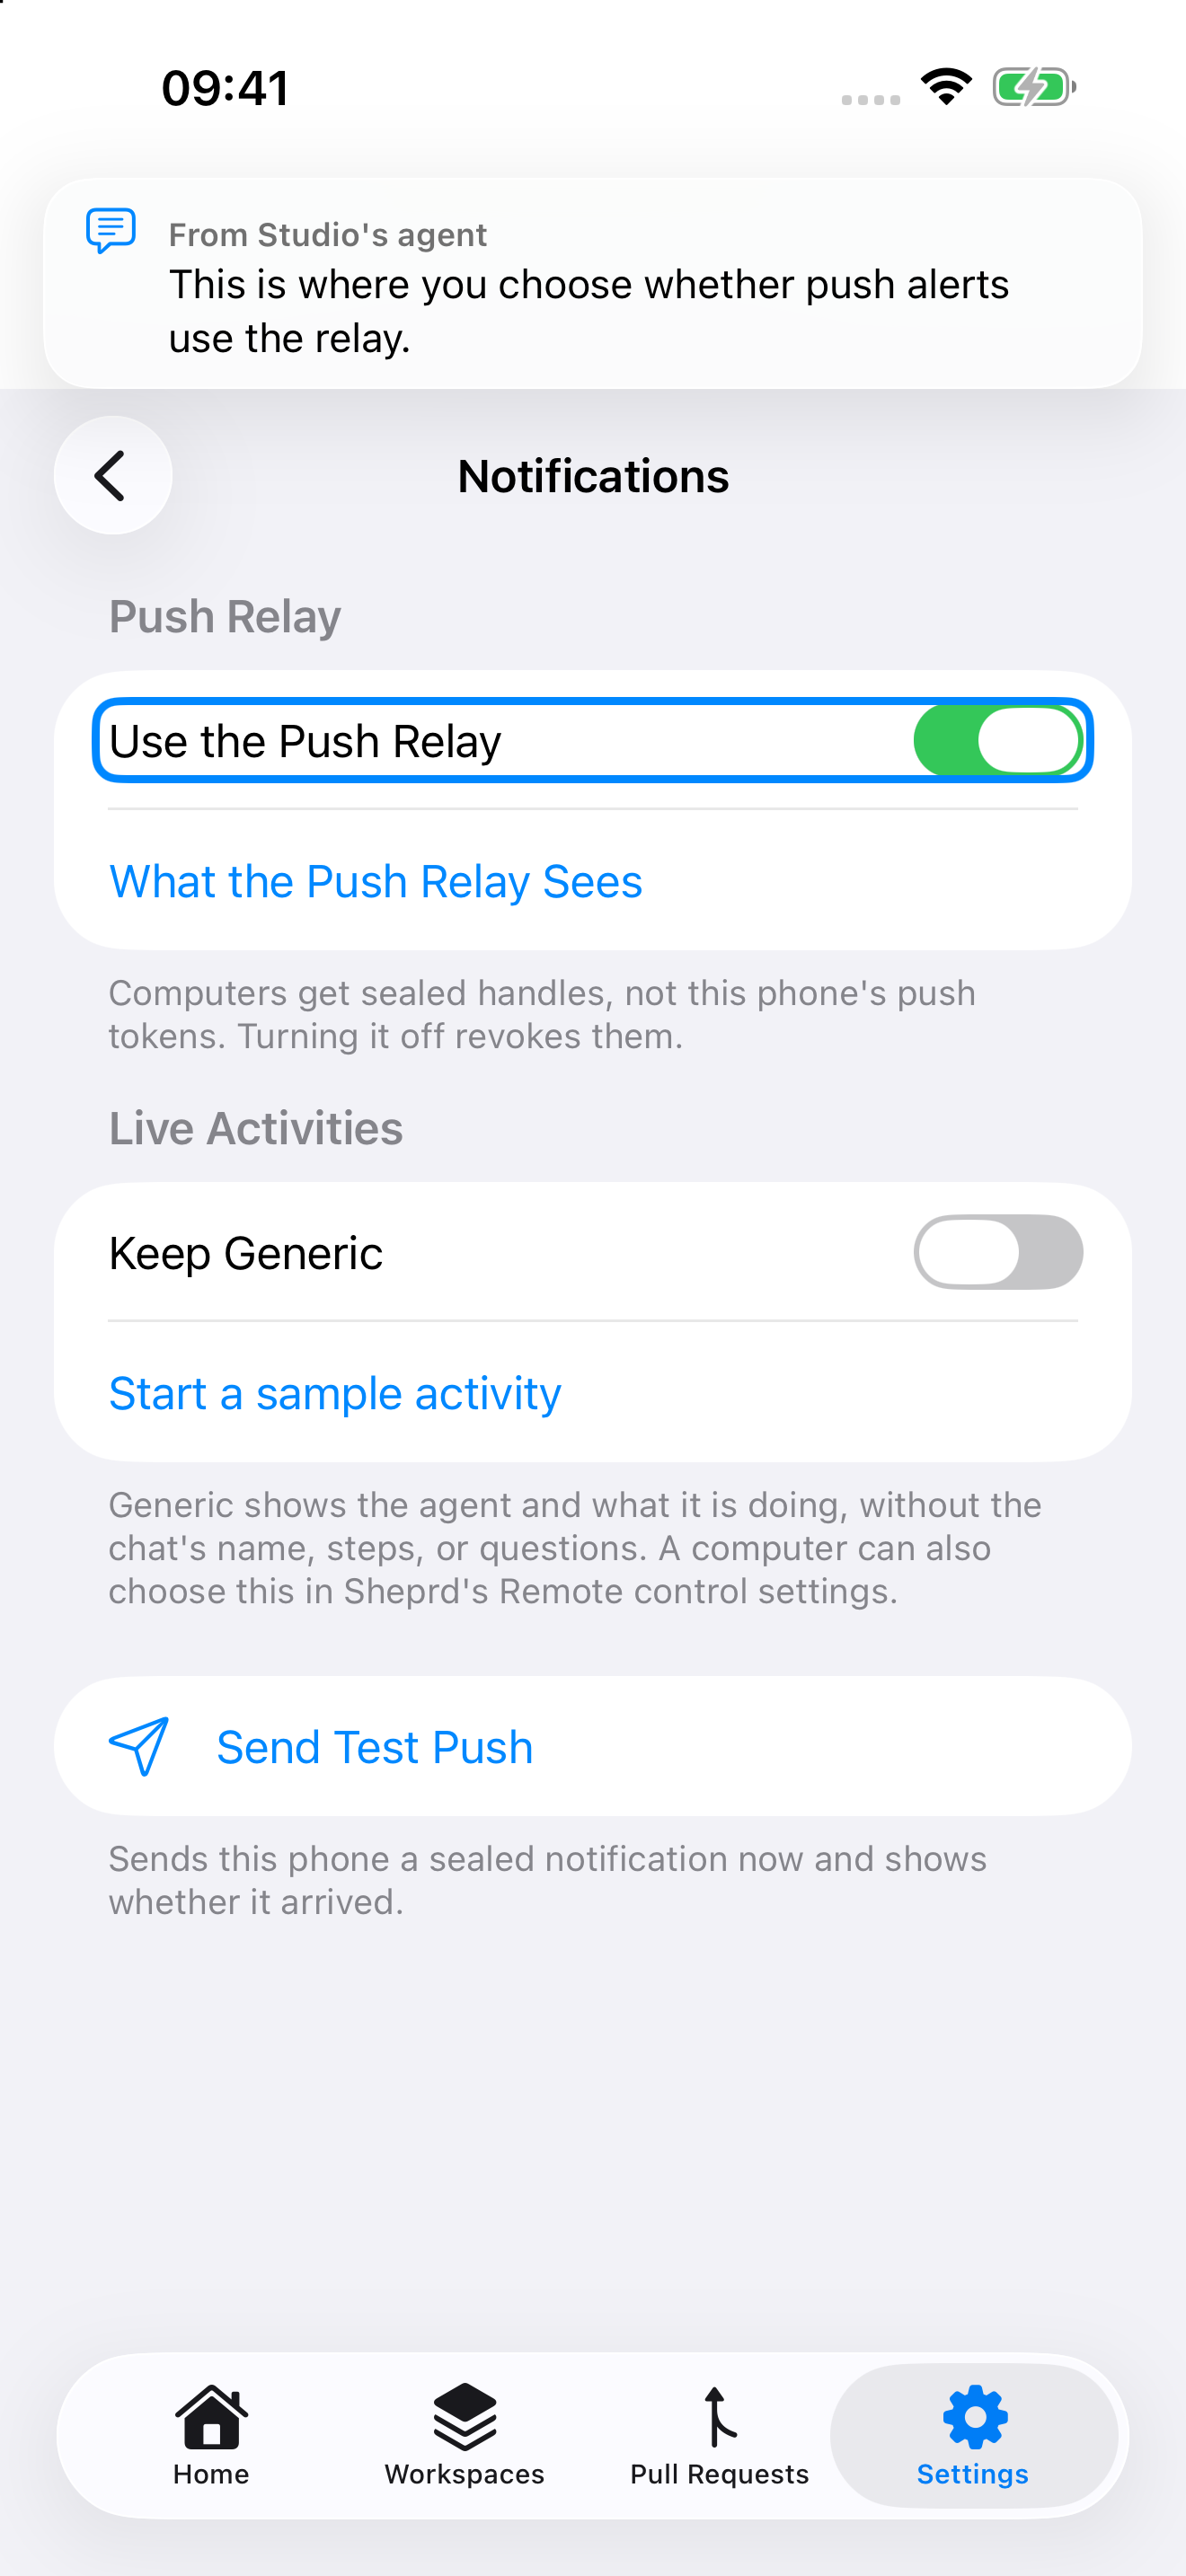 09:41
From Studio's agent
This is where you choose whether push alerts
use the relay.
Notifications
Push Relay
Use the Push Relay
What the Push Relay Sees
Computers get sealed handles, not this phone's push
tokens. Turning it off revokes them.
Live Activities
Keep Generic
Start a sample activity
Generic shows the agent and what it is doing, without the
chat's name, steps, or questions. A computer can also
choose this in Sheprd's Remote control settings.
Send Test Push
Sends this phone a sealed notification now and shows
whether it arrived.
Home
Workspaces
Pull Requests
Settings